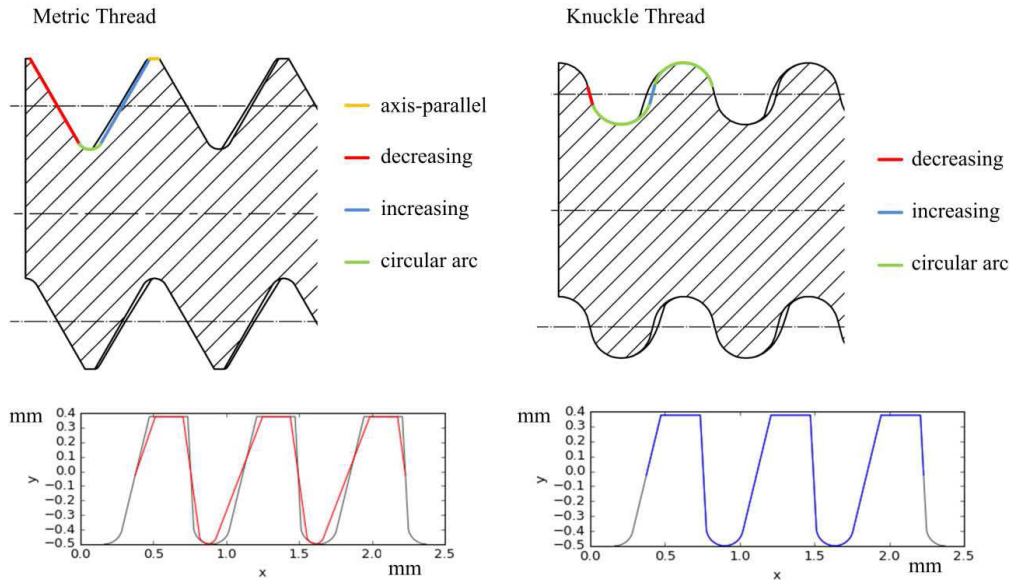 Metric Thread
axis-parallel
decreasing
increasing
circular arc
Knuckle Thread
decreasing
increasing
circular arc
mm
0.4
0.3
0.2
0.1
0.0
−0.1
−0.2
−0.3
−0.4
−0.5
y
0.0 0.5 1.0 1.5 2.0 2.5
x
mm
mm
0.4
0.3
0.2
0.1
0.0
−0.1
−0.2
−0.3
−0.4
−0.5
y
0.0 0.5 1.0 1.5 2.0 2.5
x
mm